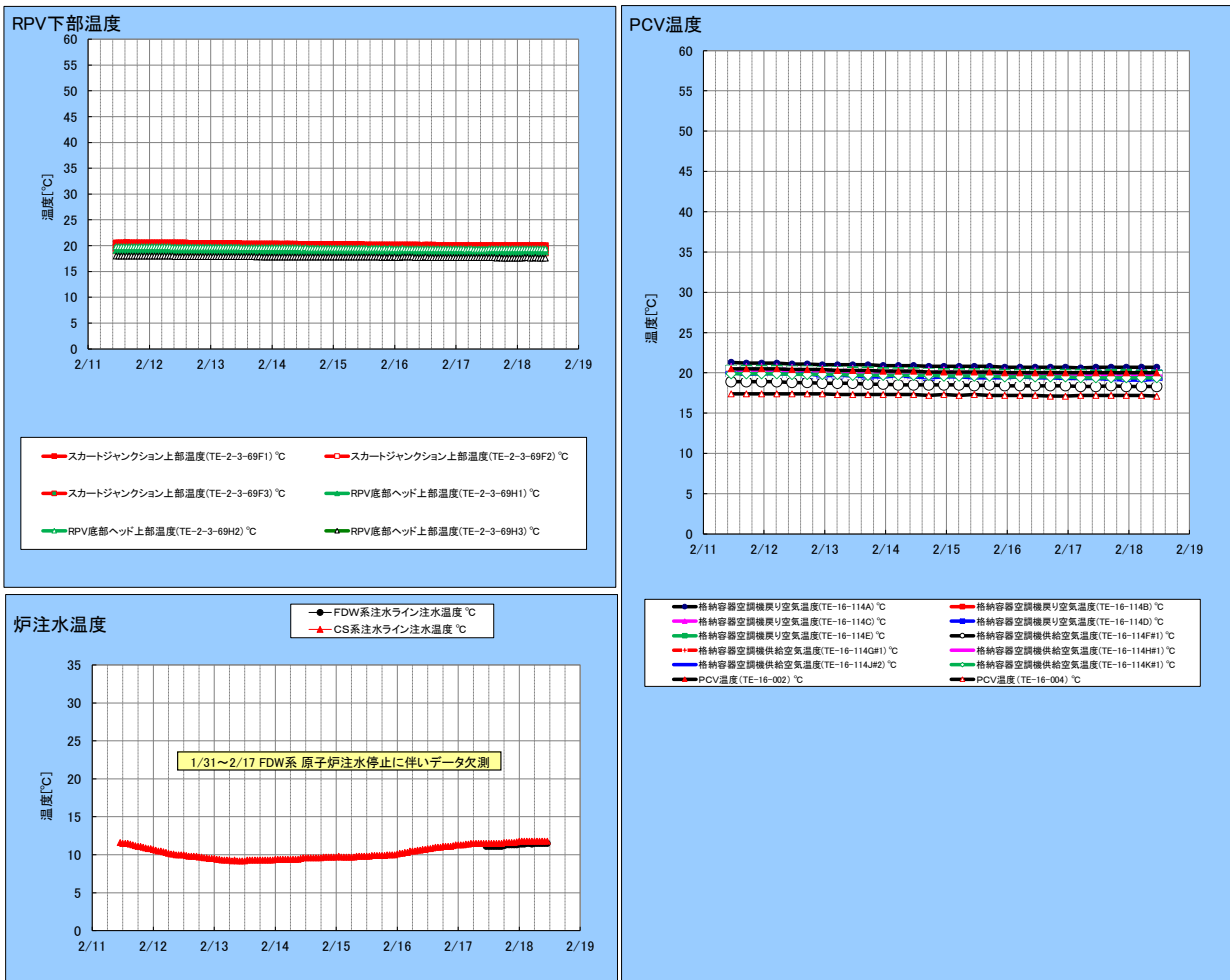 RPV下部温度
60
55
50
45
40
35
30
25
20
15
10
5
0
温度[℃]
2/11 2/12 2/13 2/14 2/15 2/16 2/17 2/18 2/19
スカートジャンクション上部温度(TE-2-3-69F1) ℃ スカートジャンクション上部温度(TE-2-3-69F2) ℃
スカートジャンクション上部温度(TE-2-3-69F3) ℃ RPV底部ヘッド上部温度(TE-2-3-69H1) ℃
RPV底部ヘッド上部温度(TE-2-3-69H2) ℃ RPV底部ヘッド上部温度(TE-2-3-69H3) ℃
炉注水温度
FDW系注水ライン注水温度 ℃
CS系注水ライン注水温度 ℃
35
30
25
20
15
10
5
0
温度[℃]
1/31～2/17 FDW系 原子炉注水停止に伴いデータ欠測
2/11 2/12 2/13 2/14 2/15 2/16 2/17 2/18 2/19
PCV温度
60
55
50
45
40
35
30
25
20
15
10
5
0
温度[℃]
2/11 2/12 2/13 2/14 2/15 2/16 2/17 2/18 2/19
格納容器空調機戻り空気温度(TE-16-114A) ℃ 格納容器空調機戻り空気温度(TE-16-114B) ℃
格納容器空調機戻り空気温度(TE-16-114C) ℃ 格納容器空調機戻り空気温度(TE-16-114D) ℃
格納容器空調機戻り空気温度(TE-16-114E) ℃ 格納容器空調機供給空気温度(TE-16-114F#1) ℃
格納容器空調機供給空気温度(TE-16-114G#1) ℃ 格納容器空調機供給空気温度(TE-16-114H#1) ℃
格納容器空調機供給空気温度(TE-16-114J#2) ℃ 格納容器空調機供給空気温度(TE-16-114K#1) ℃
PCV温度(TE-16-002) ℃ PCV温度(TE-16-004) ℃